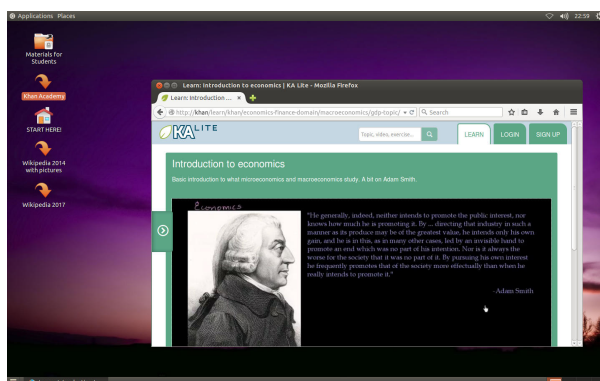 Applications Places
22:59
Materials for
Students
Khan Academy
START HERE!
Wikipedia 2014
with pictures
Wikipedia 2017
Learn: Introduction to economics | KA Lite - Mozilla Firefox
Learn: Introduction ...
http://khan/learn/khan/economics-finance-domain/macroeconomics/gdp-topic/
Search
KALITE
Topic, video, exercise...
LEARN
LOGIN
SIGN UP
Introduction to economics
Basic introduction to what microeconomics and macroeconomics study. A bit on Adam Smith.
Economics
"He generally, indeed, neither intends to promote the public interest, nor
knows how much he is promoting it. By ... directing that industry in such a
manner as its produce may be of the greatest value, he intends only his own
gain, and he is in this, as in many other cases, led by an invisible hand to
promote an end which was no part of his intention. Nor is it always the
worse for the society that it was no part of it. By pursuing his own interest
he frequently promotes that of the society more effectually than when he
really intends to promote it."
-Adam Smith